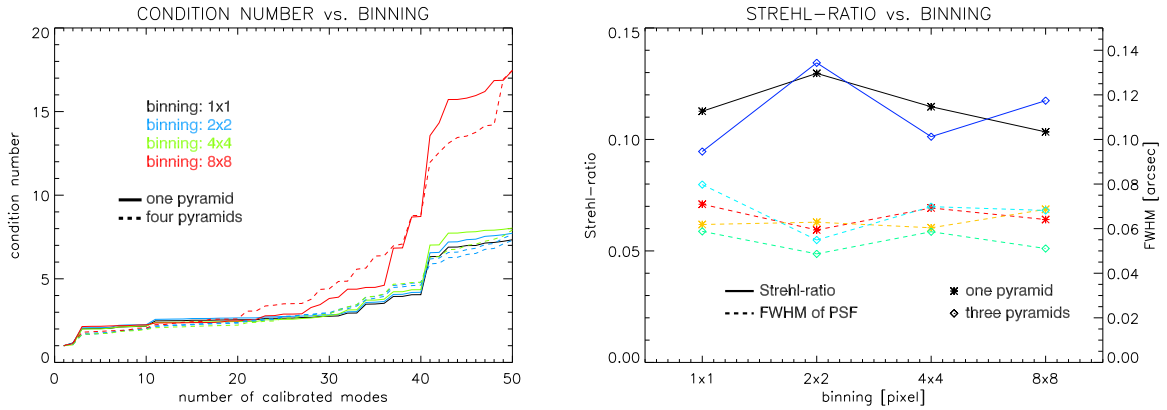 CONDITION NUMBER vs. BINNING
20
15
10
5
0
condition number
binning: 1x1
binning: 2x2
binning: 4x4
binning: 8x8
one pyramid
four pyramids
0 10 20 30 40 50
number of calibrated modes
STREHL-RATIO vs. BINNING
0.15
0.10
0.05
0.00
Strehl-ratio
0.14
0.12
0.10
0.08
0.06
0.04
0.02
0.00
FWHM [arcsec]
Strehl-ratio
FWHM of PSF
one pyramid
three pyramids
1x1 2x2 4x4 8x8
binning [pixel]